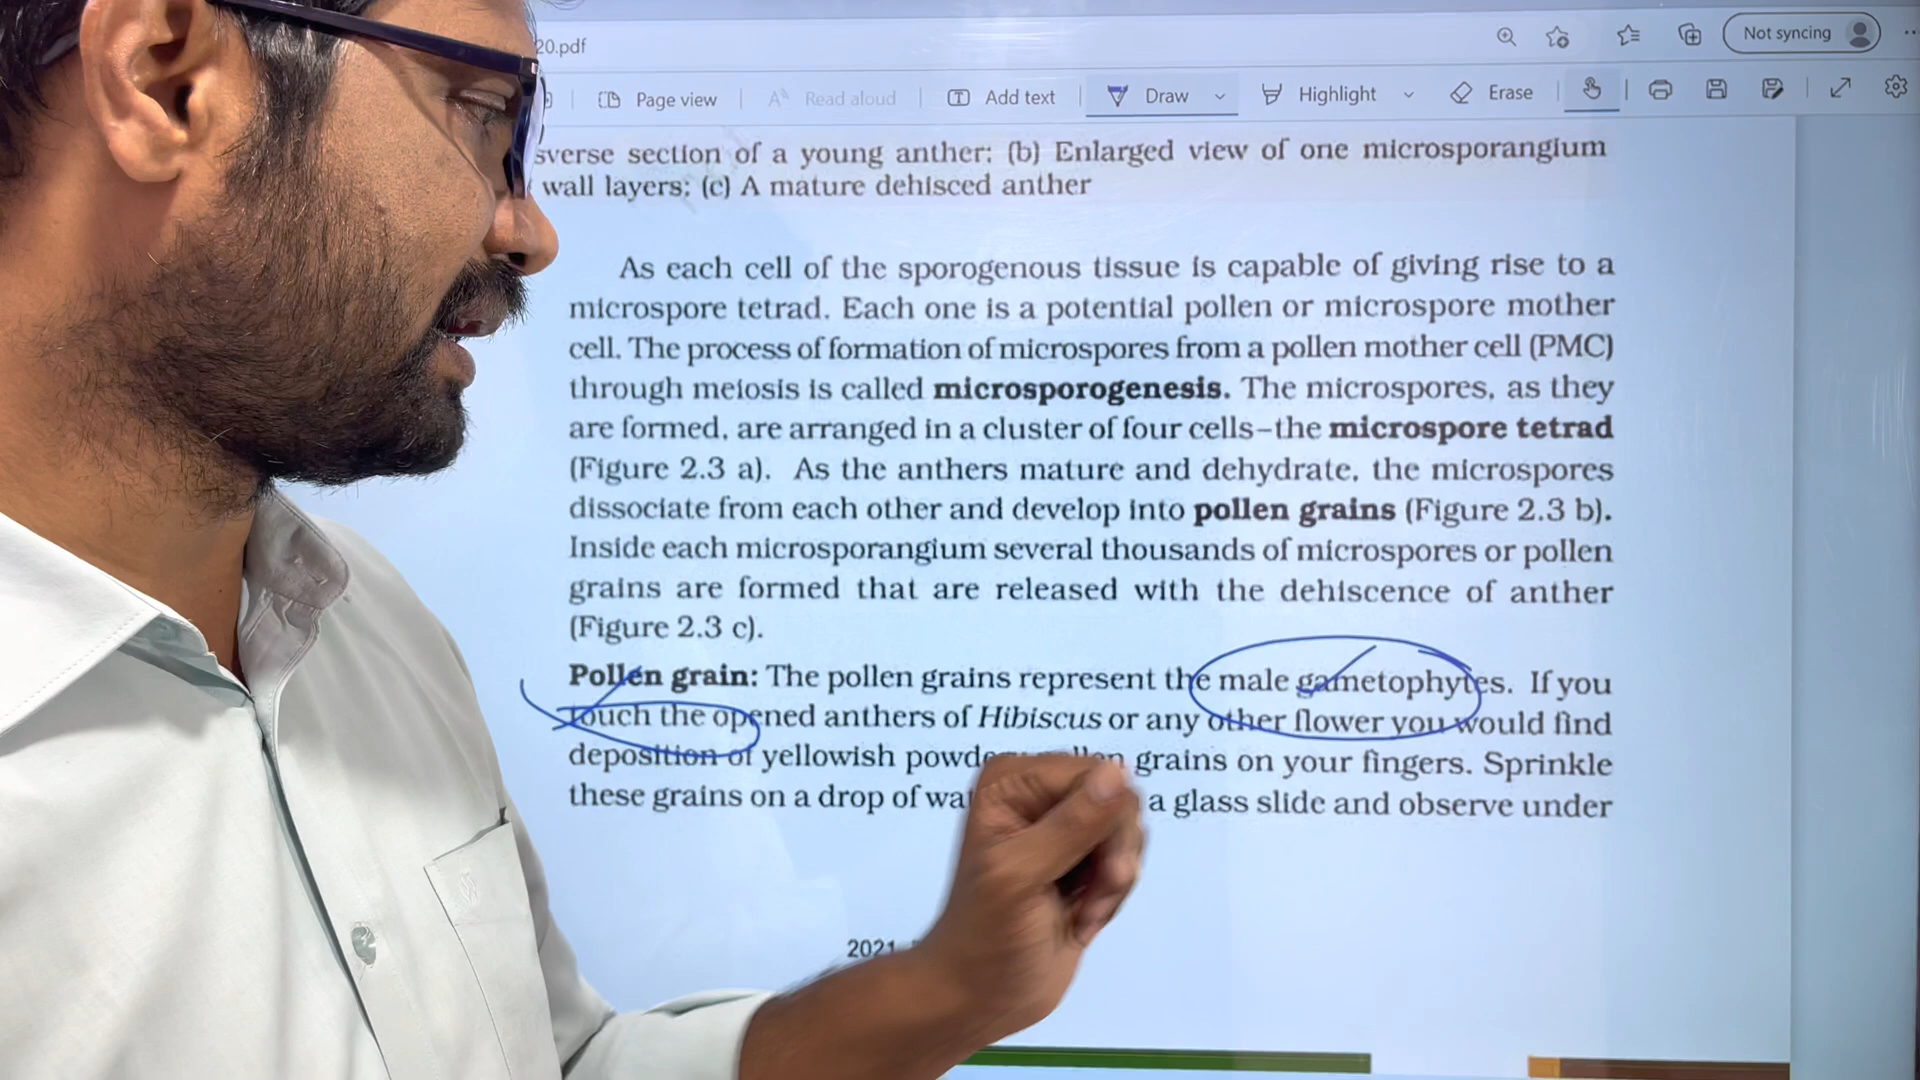 20.pdf
Not syncing
Page view
Read aloud
Add text
Draw
Highlight
Erase
sverse section of a young anther; (b) Enlarged view of one microsporangium
wall layers; (c) A mature dehisced anther
As each cell of the sporogenous tissue is capable of giving rise to a
microspore tetrad. Each one is a potential pollen or microspore mother
cell. The process of formation of microspores from a pollen mother cell (PMC)
through meiosis is called microsporogenesis. The microspores, as they
are formed, are arranged in a cluster of four cells–the microspore tetrad
(Figure 2.3 a). As the anthers mature and dehydrate, the microspores
dissociate from each other and develop into pollen grains (Figure 2.3 b).
Inside each microsporangium several thousands of microspores or pollen
grains are formed that are released with the dehiscence of anther
(Figure 2.3 c).
Pollen grain: The pollen grains represent the male gametophytes. If you
touch the opened anthers of Hibiscus or any other flower you would find
deposition of yellowish grains on your fingers. Sprinkle
these grains on a drop of a glass slide and observe under
2021